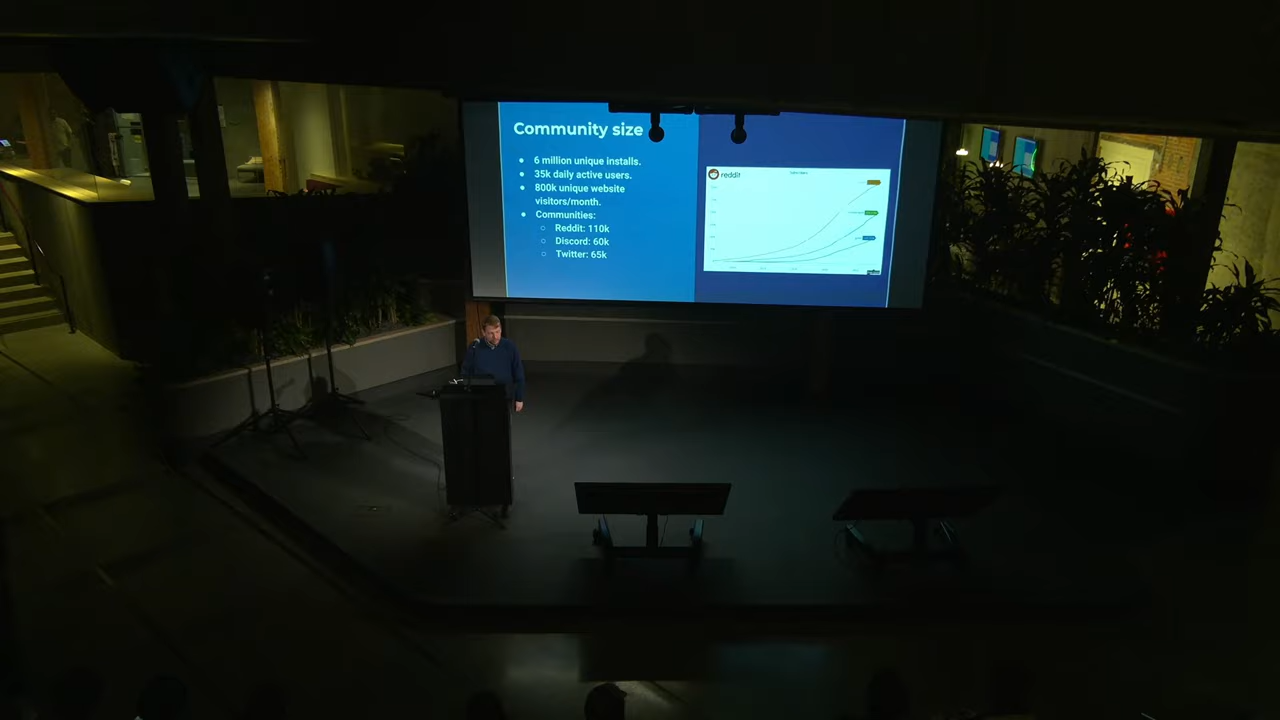 Community size
6 million unique installs.
35k daily active users.
800k unique website
visitors/month.
Communities:
Reddit: 110k
Discord: 60k
Twitter: 65k
reddit